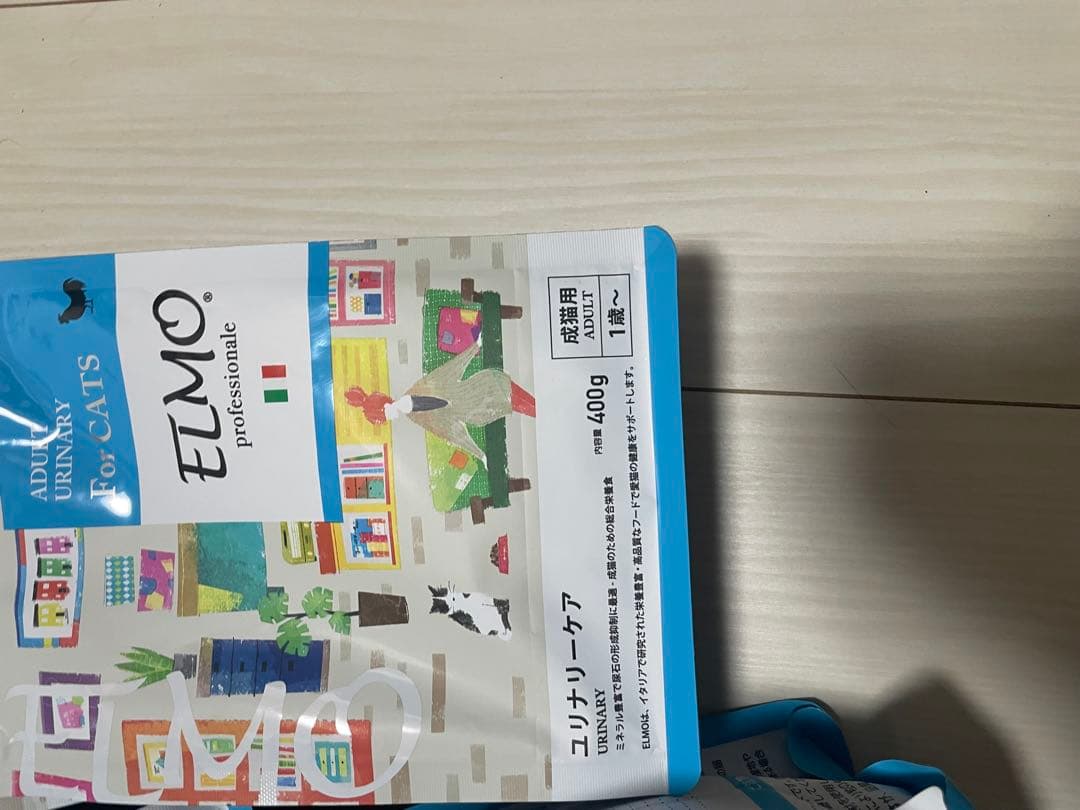 ADULT
URINARY
For CATS
ELMO®
professionale
ELMO
ユリナリーケア
URINARY
内容量 400g
成猫用
ADULT
1歳〜
ミネラル豊富で尿石の形成抑制に最適 - 成猫のための総合栄養食
ELMOは、イタリアで研究された栄養豊富・高品質なフードで愛猫の健康をサポートします。